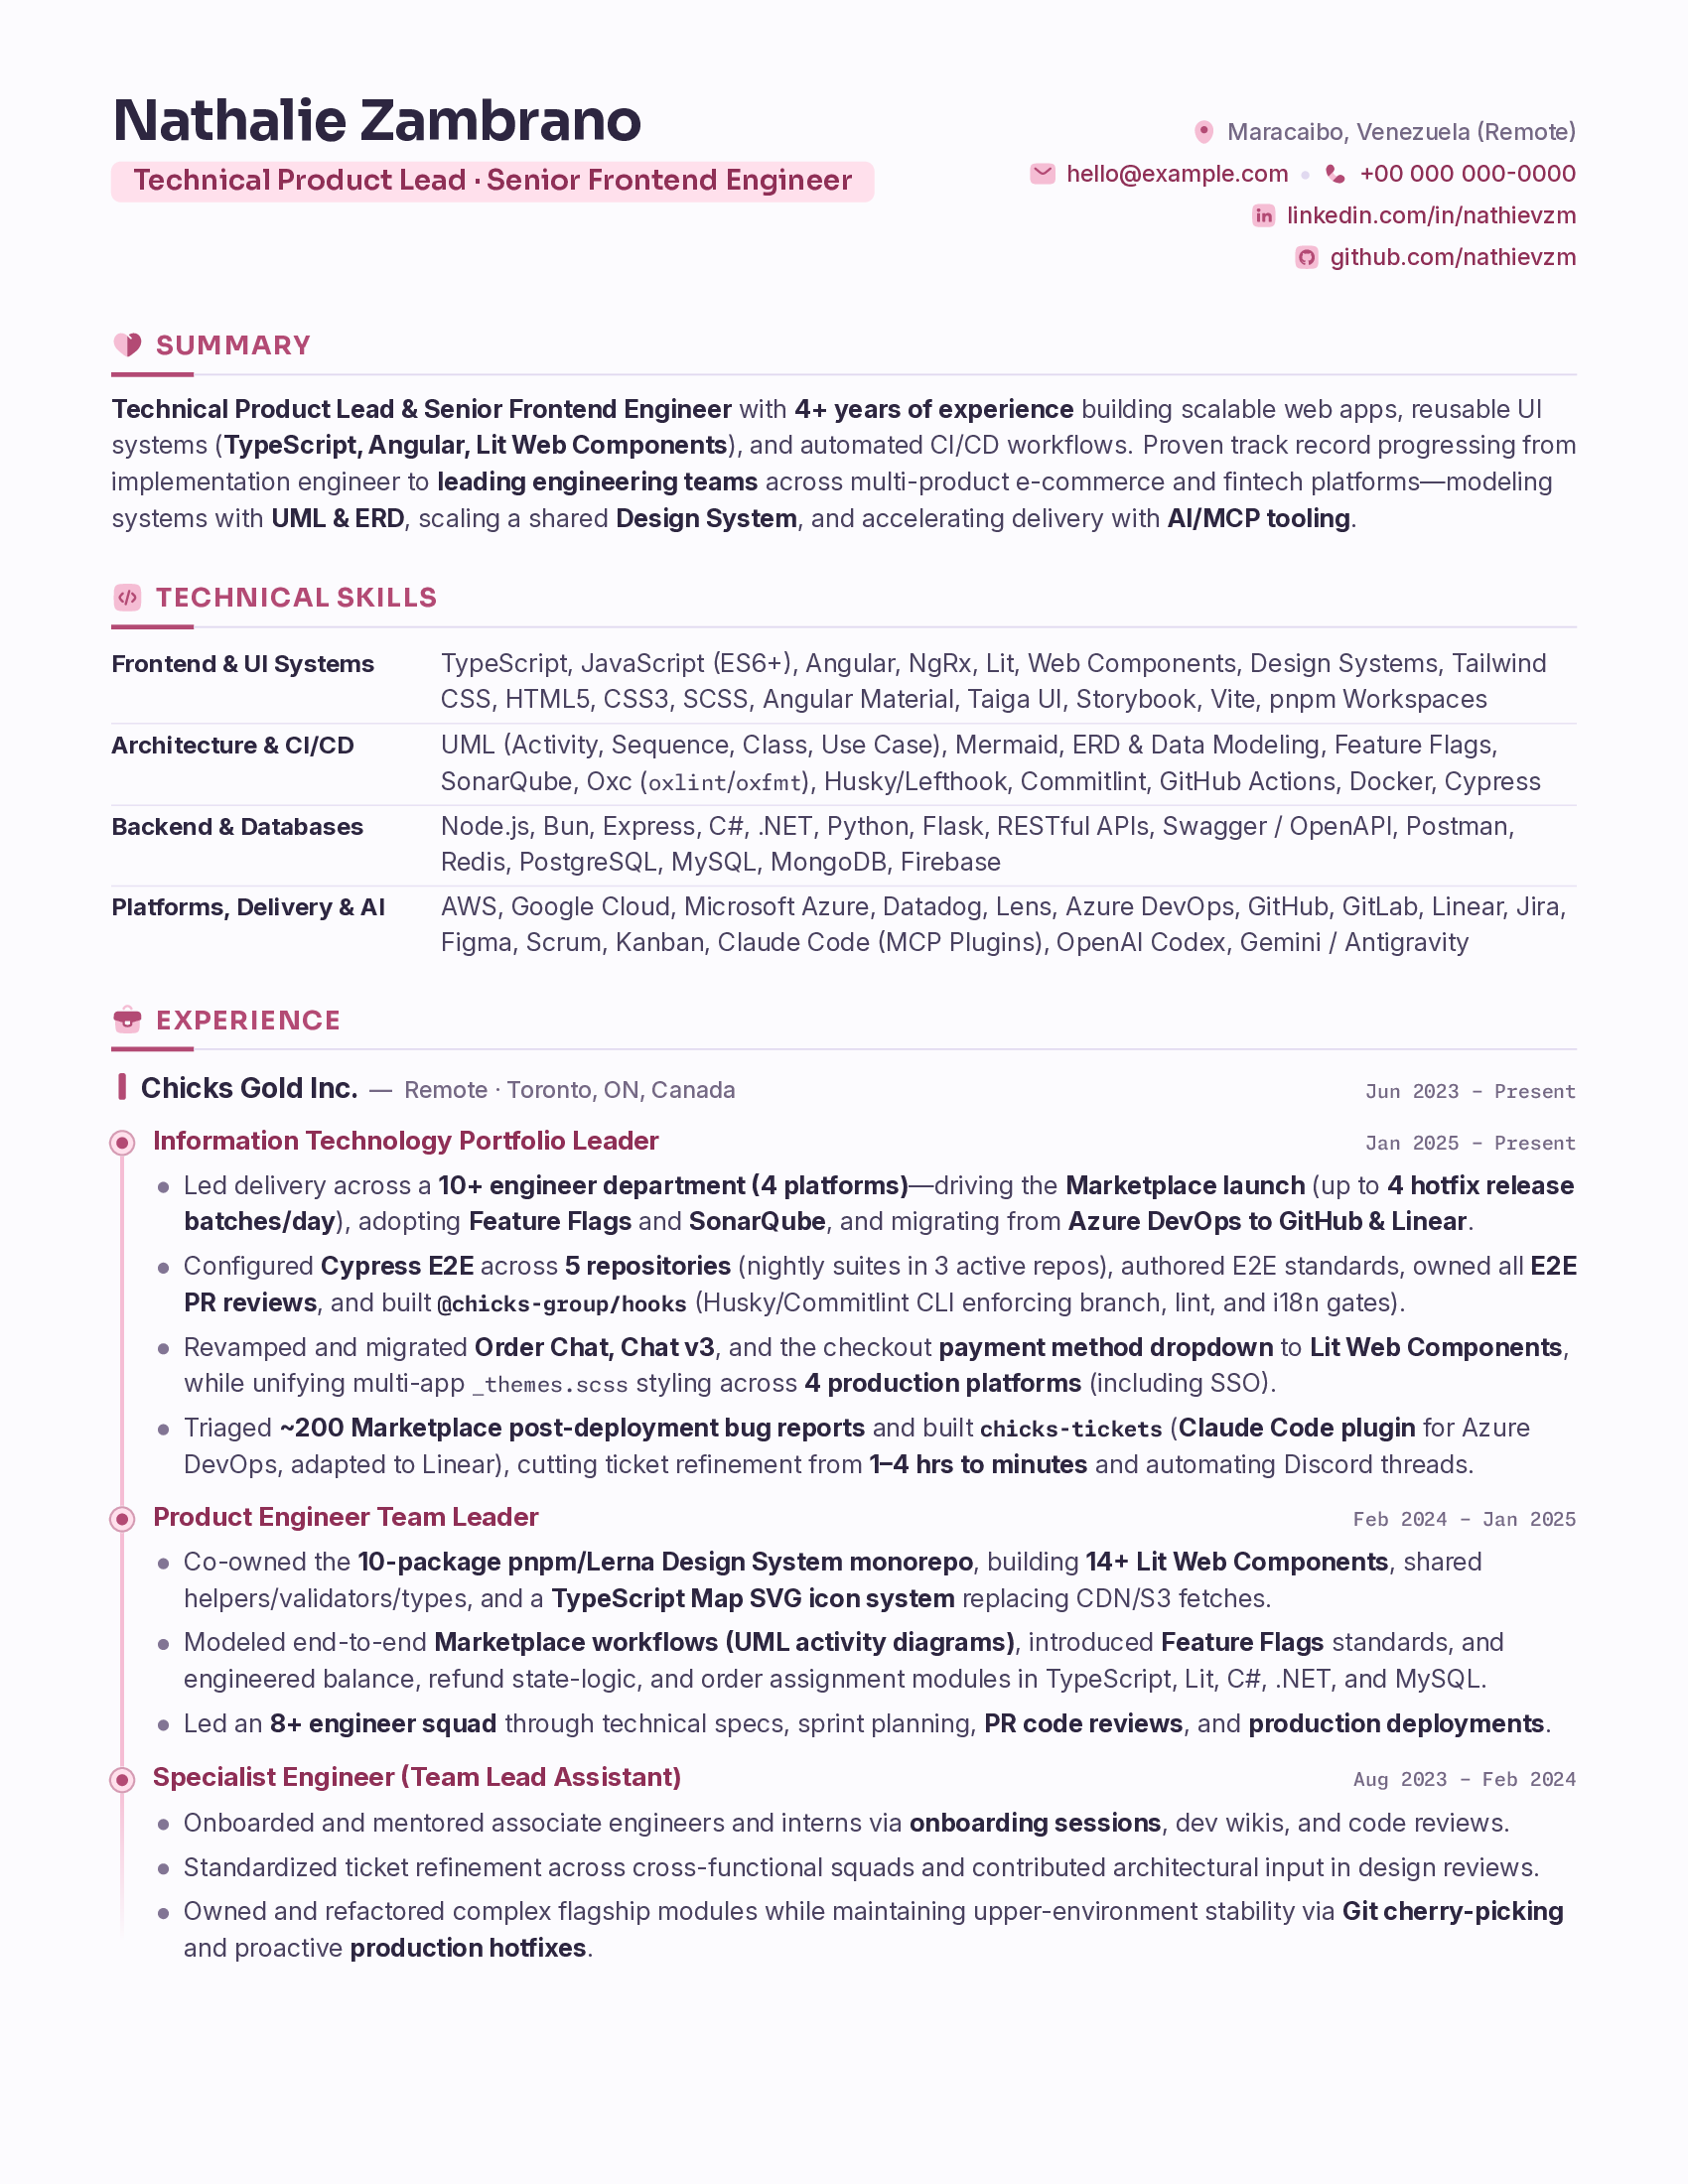 Nathalie Zambrano
Technical Product Lead · Senior Frontend Engineer
Maracaibo, Venezuela (Remote)
hello@example.com • +00 000 000-0000
linkedin.com/in/nathievzm
github.com/nathievzm
SUMMARY
Technical Product Lead & Senior Frontend Engineer with 4+ years of experience building scalable web apps, reusable UI
systems (TypeScript, Angular, Lit Web Components), and automated CI/CD workflows. Proven track record progressing from
implementation engineer to leading engineering teams across multi-product e-commerce and fintech platforms—modeling
systems with UML & ERD, scaling a shared Design System, and accelerating delivery with AI/MCP tooling.
TECHNICAL SKILLS
Frontend & UI Systems TypeScript, JavaScript (ES6+), Angular, NgRx, Lit, Web Components, Design Systems, Tailwind
CSS, HTML5, CSS3, SCSS, Angular Material, Taiga UI, Storybook, Vite, pnpm Workspaces
Architecture & CI/CD UML (Activity, Sequence, Class, Use Case), Mermaid, ERD & Data Modeling, Feature Flags,
SonarQube, Oxc (oxlint/oxfmt), Husky/Lefthook, Commitlint, GitHub Actions, Docker, Cypress
Backend & Databases Node.js, Bun, Express, C#, .NET, Python, Flask, RESTful APIs, Swagger / OpenAPI, Postman,
Redis, PostgreSQL, MySQL, MongoDB, Firebase
Platforms, Delivery & AI AWS, Google Cloud, Microsoft Azure, Datadog, Lens, Azure DevOps, GitHub, GitLab, Linear, Jira,
Figma, Scrum, Kanban, Claude Code (MCP Plugins), OpenAI Codex, Gemini / Antigravity
EXPERIENCE
Chicks Gold Inc. — Remote · Toronto, ON, Canada Jun 2023 – Present
Information Technology Portfolio Leader Jan 2025 – Present
• Led delivery across a 10+ engineer department (4 platforms)—driving the Marketplace launch (up to 4 hotfix release
batches/day), adopting Feature Flags and SonarQube, and migrating from Azure DevOps to GitHub & Linear.
• Configured Cypress E2E across 5 repositories (nightly suites in 3 active repos), authored E2E standards, owned all E2E
PR reviews, and built @chicks-group/hooks (Husky/Commitlint CLI enforcing branch, lint, and i18n gates).
• Revamped and migrated Order Chat, Chat v3, and the checkout payment method dropdown to Lit Web Components,
while unifying multi-app _themes.scss styling across 4 production platforms (including SSO).
• Triaged ~200 Marketplace post-deployment bug reports and built chicks-tickets (Claude Code plugin for Azure
DevOps, adapted to Linear), cutting ticket refinement from 1–4 hrs to minutes and automating Discord threads.
Product Engineer Team Leader Feb 2024 – Jan 2025
• Co-owned the 10-package pnpm/Lerna Design System monorepo, building 14+ Lit Web Components, shared
helpers/validators/types, and a TypeScript Map SVG icon system replacing CDN/S3 fetches.
• Modeled end-to-end Marketplace workflows (UML activity diagrams), introduced Feature Flags standards, and
engineered balance, refund state-logic, and order assignment modules in TypeScript, Lit, C#, .NET, and MySQL.
• Led an 8+ engineer squad through technical specs, sprint planning, PR code reviews, and production deployments.
Specialist Engineer (Team Lead Assistant) Aug 2023 – Feb 2024
• Onboarded and mentored associate engineers and interns via onboarding sessions, dev wikis, and code reviews.
• Standardized ticket refinement across cross-functional squads and contributed architectural input in design reviews.
• Owned and refactored complex flagship modules while maintaining upper-environment stability via Git cherry-picking
and proactive production hotfixes.